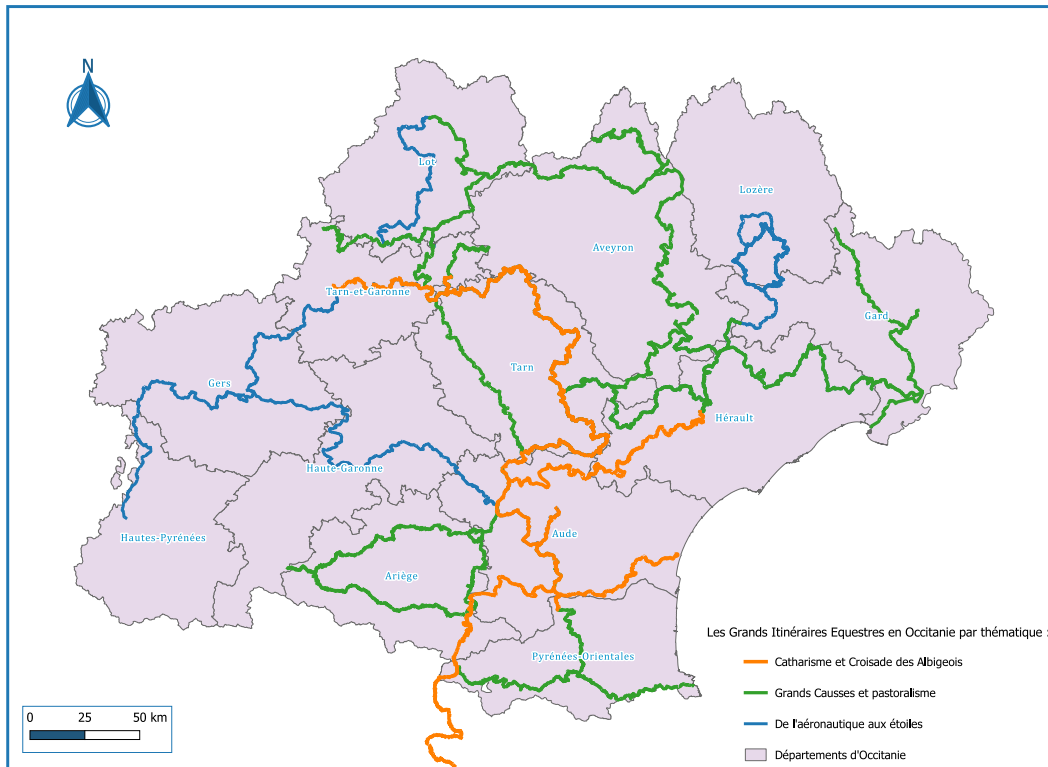 N
Lot
Lozère
Averyon
Tarn-et-Garonne
Gard
Gers
Tarn
Hérault
Haute-Garonne
Hautes-Pyrénées
Aude
Ariège
Pyrénées-Orientales
Les Grands Itinéraires Equestres en Occitanie par thématique :
Catharisme et Croisade des Albigeois
Grands Causses et pastoralisme
De l'aéronautique aux étoiles
Départements d'Occitanie
0 25 50 km